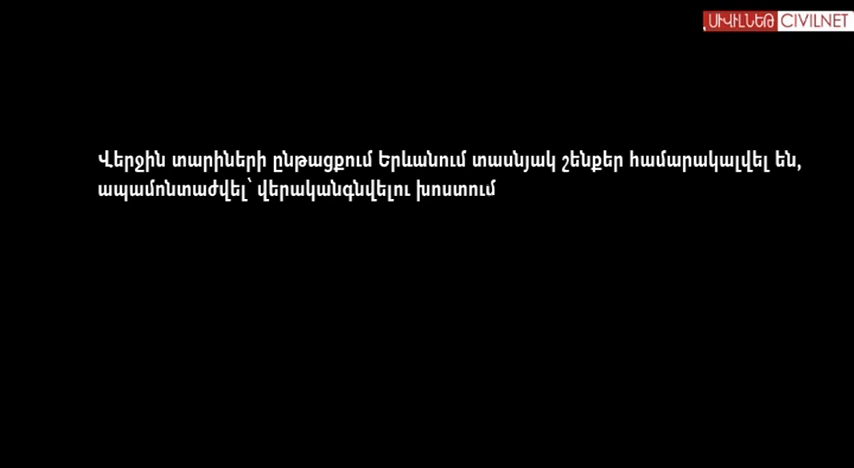 ՍԻՎԻԼՆԵԹ CIVILNET
Վերջին տարիների ընթացքում Երևանում տասնյակ շենքեր համարակալվել են,
ապամոնտաժվել՝ վերականգնվելու խոստում